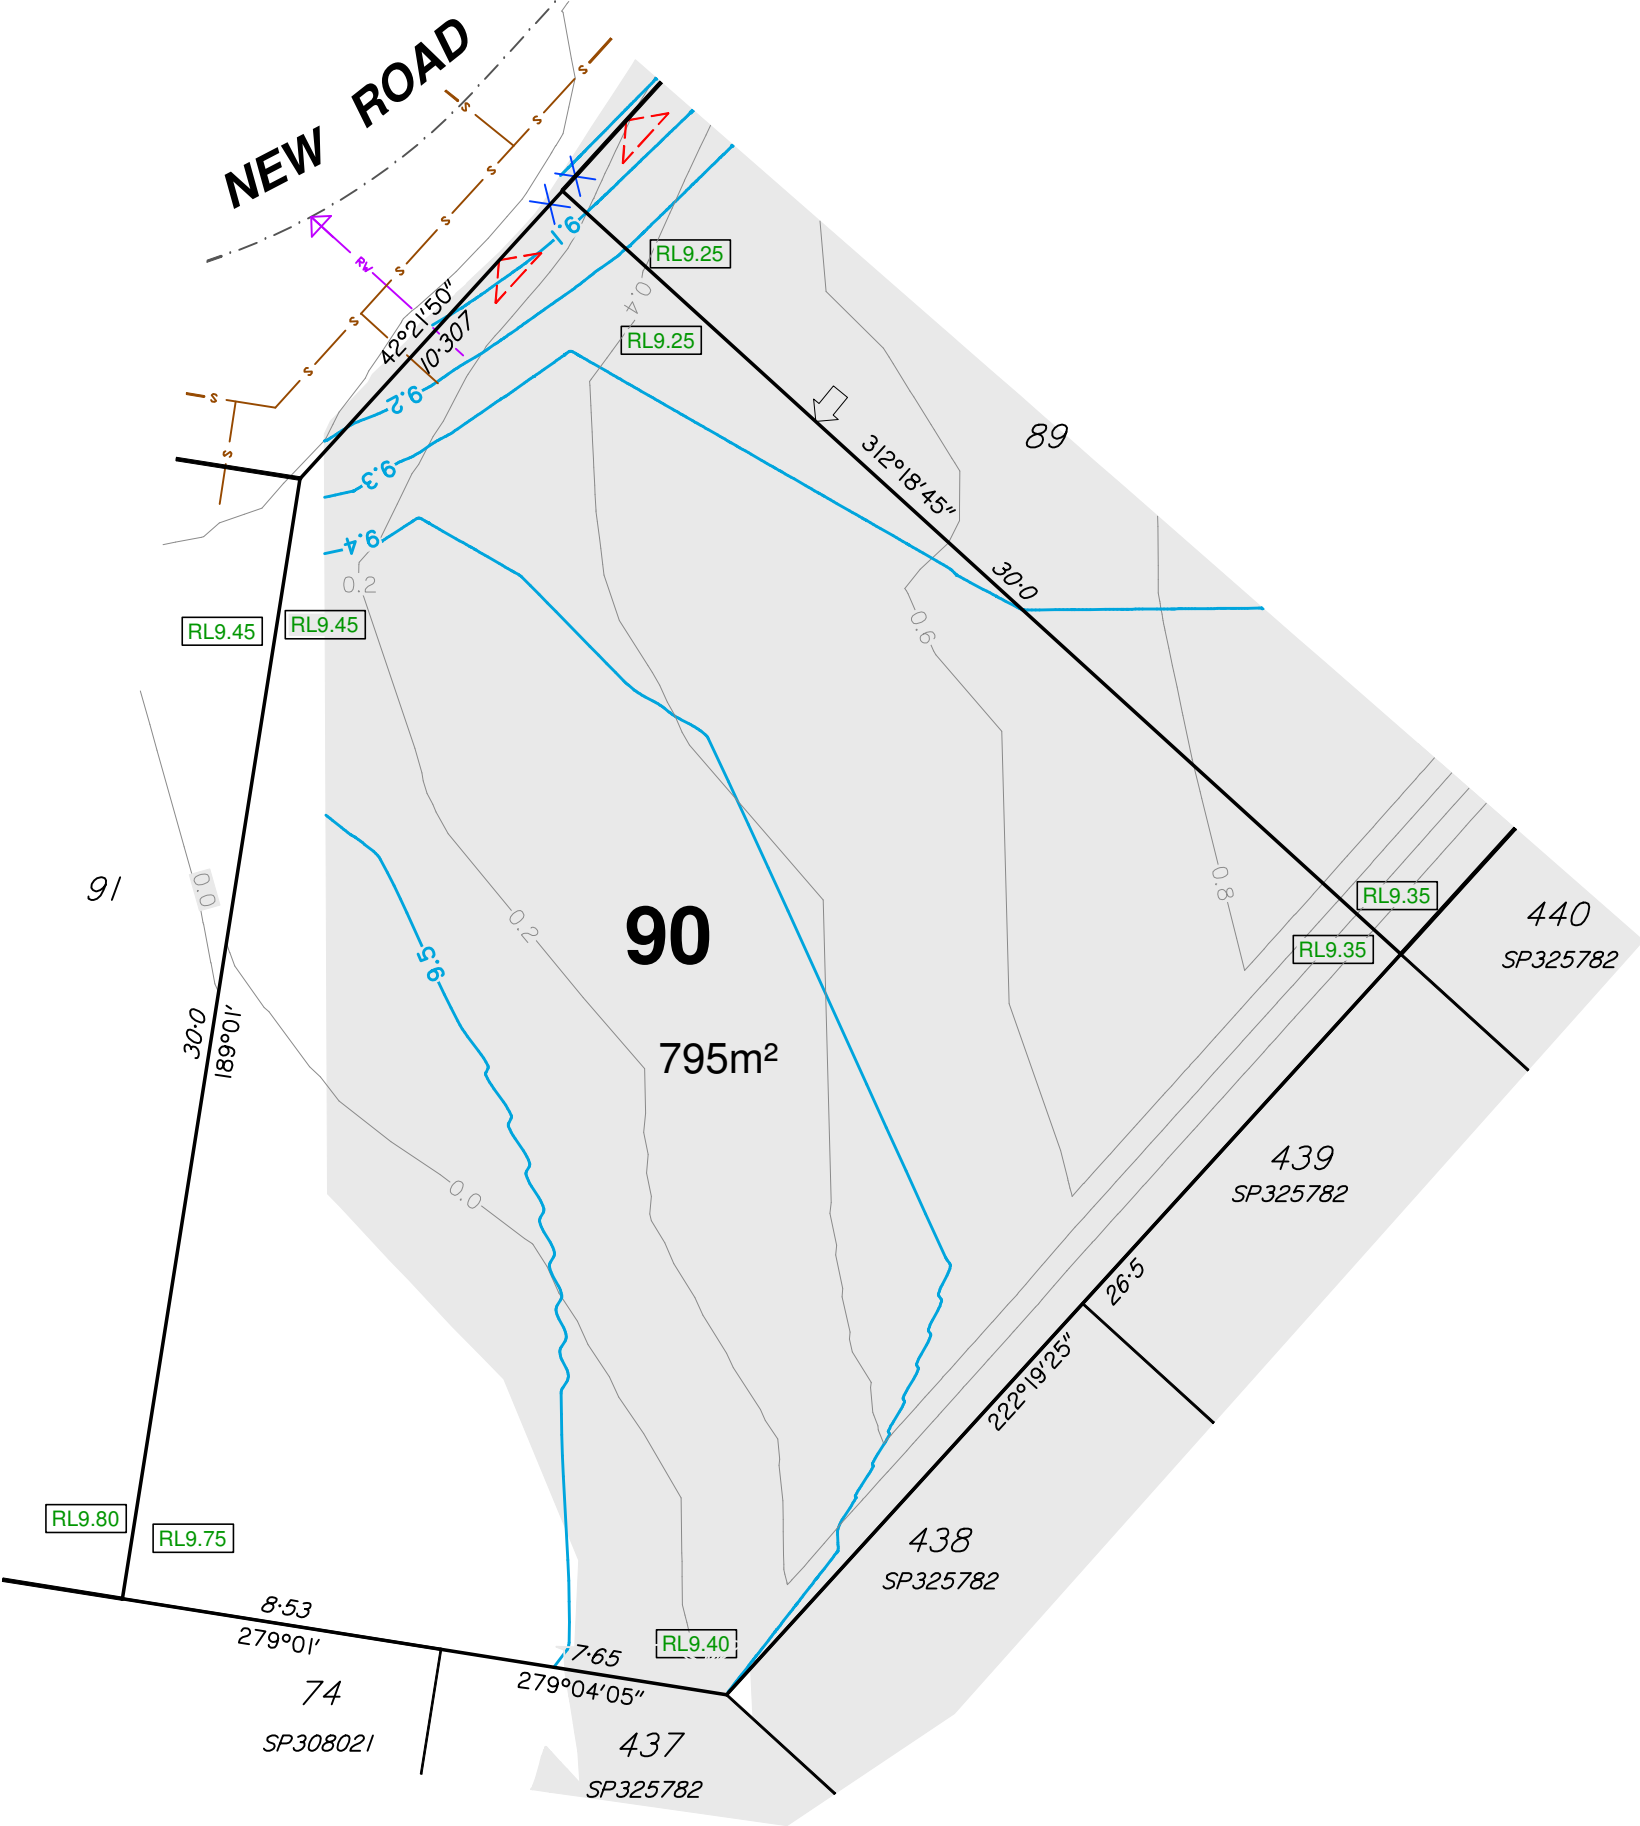 NEW ROAD
S
S
S
S
S
RW
S
S
S
S
S
42°21'50"
10·307
9.1
9.2
9.3
9.4
9.5
RL9.25
RL9.25
0.4
89
312°18'45"
30·0
0.2
RL9.45
RL9.45
0.6
0.8
91
0.0
0.2
90
795m²
RL9.35
RL9.35
440
SP325782
30·0
189°01'
0.0
439
SP325782
26·5
222°19'25"
438
SP325782
RL9.80
RL9.75
8·53
279°01'
RL9.40
7·65
279°04'05"
74
SP308021
437
SP325782